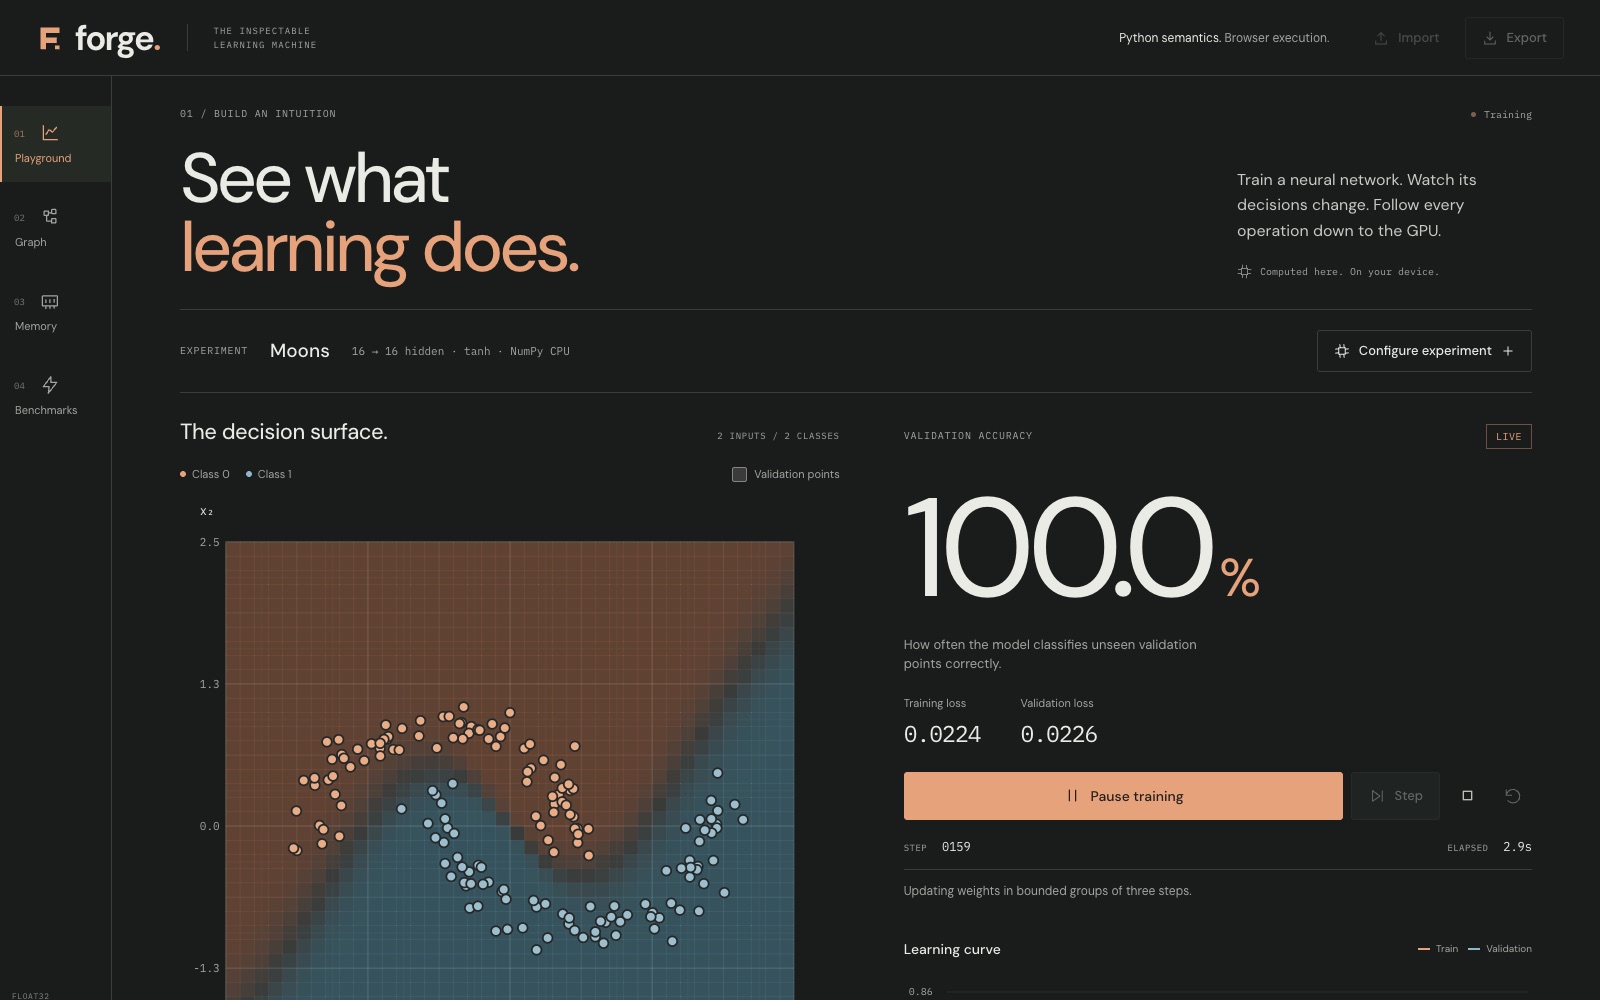 forge.
THE INSPECTABLE
LEARNING MACHINE
Python semantics. Browser execution.
Import
Export
01
Playground
02
Graph
03
Memory
04
Benchmarks
FLOAT32
01 / BUILD AN INTUITION
Training
See what
learning does.
Train a neural network. Watch its
decisions change. Follow every
operation down to the GPU.
Computed here. On your device.
EXPERIMENT Moons 16 → 16 hidden · tanh · NumPy CPU
Configure experiment +
The decision surface.
2 INPUTS / 2 CLASSES
Class 0 Class 1
Validation points
x₂
2.5
1.3
0.0
-1.3
VALIDATION ACCURACY
LIVE
100.0%
How often the model classifies unseen validation
points correctly.
Training loss Validation loss
0.0224 0.0226
Pause training
Step
STEP 0159
ELAPSED 2.9s
Updating weights in bounded groups of three steps.
Learning curve
Train Validation
0.86